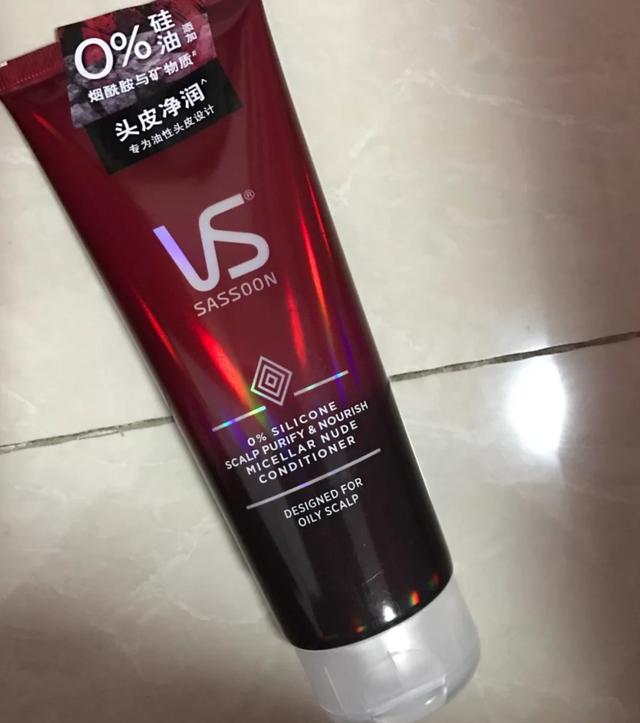 0%硅油添加
烟酰胺与矿物质#
头皮净润^
专为油性头皮设计
VS®
SASSOON
0% SILICONE
SCALP PURIFY & NOURISH
MICELLAR NUDE
CONDITIONER
DESIGNED FOR
OILY SCALP